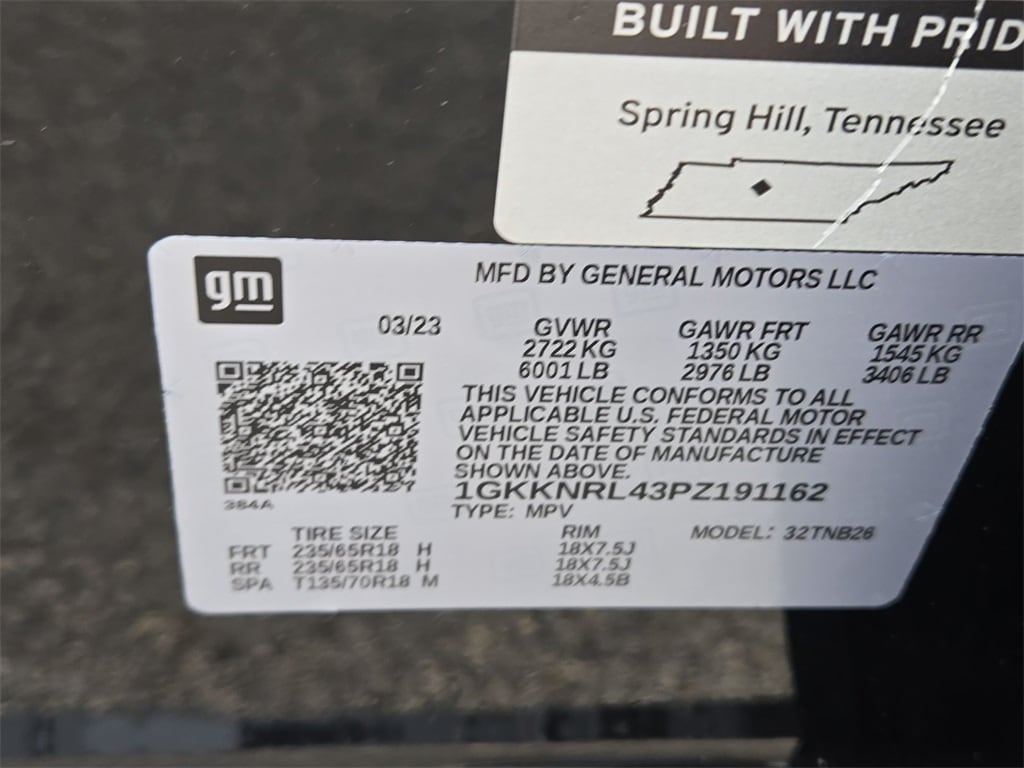 BUILT WITH PRID
Spring Hill, Tennessee
gm
MFD BY GENERAL MOTORS LLC
03/23 GVWR GAWR FRT GAWR RR
2722 KG 1350 KG 1545 KG
6001 LB 2976 LB 3406 LB
THIS VEHICLE CONFORMS TO ALL
APPLICABLE U.S. FEDERAL MOTOR
VEHICLE SAFETY STANDARDS IN EFFECT
ON THE DATE OF MANUFACTURE
SHOWN ABOVE.
1GKKNRL43PZ191162
384A
TYPE: MPV
TIRE SIZE RIM MODEL: 32TNB26
FRT 235/65R18 H 18X7.5J
RR 235/65R18 H 18X7.5J
SPA T135/70R18 M 18X4.5B